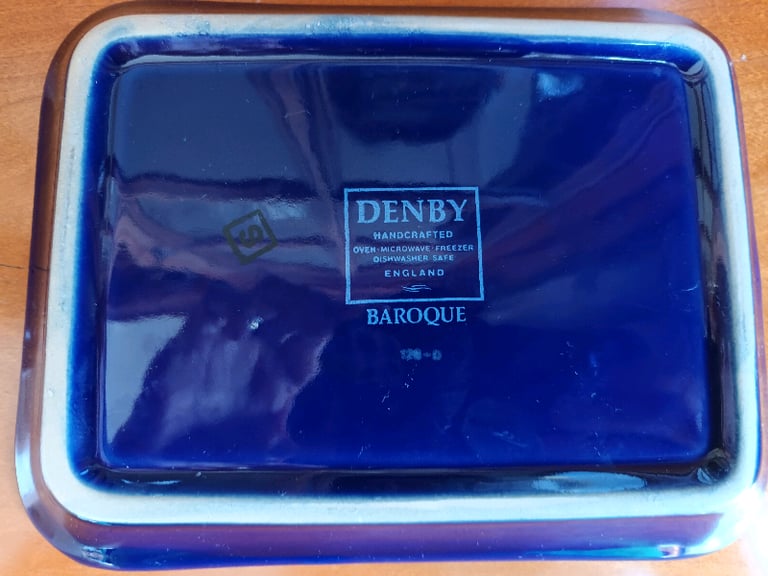 DENBY
HANDCRAFTED
OVEN·MICROWAVE·FREEZER
DISHWASHER SAFE
ENGLAND
BAROQUE
S